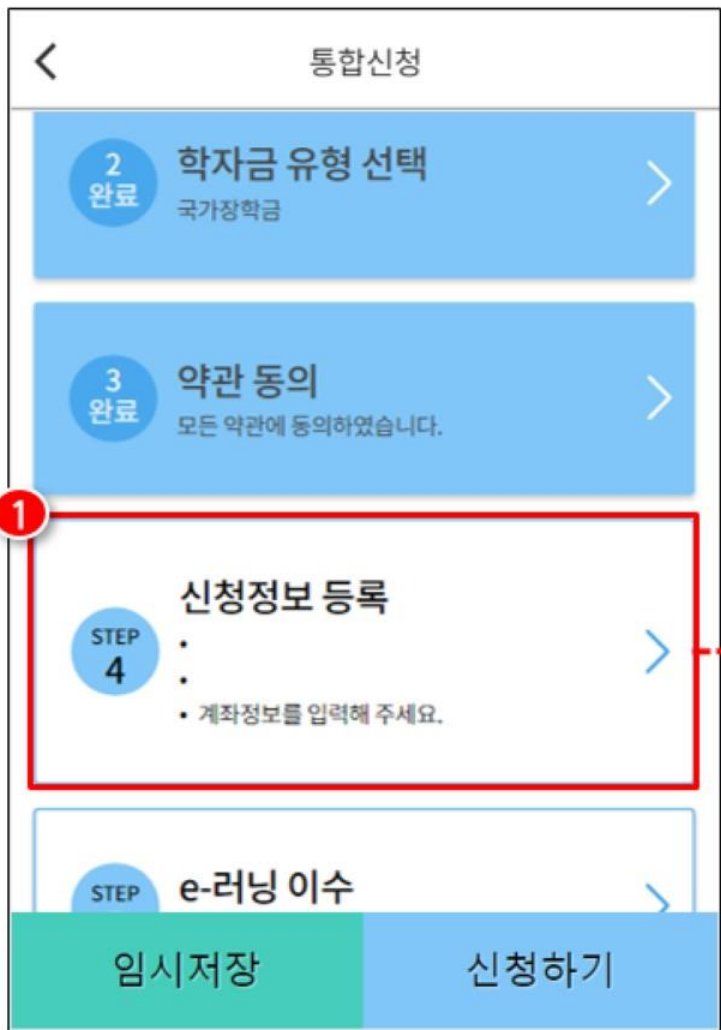 통합신청
2
완료
학자금 유형 선택
국가장학금
3
완료
약관 동의
모든 약관에 동의하였습니다.
1
신청정보 등록
STEP
4
•
•
• 계좌정보를 입력해 주세요.
STEP
e-러닝 이수
임시저장
신청하기